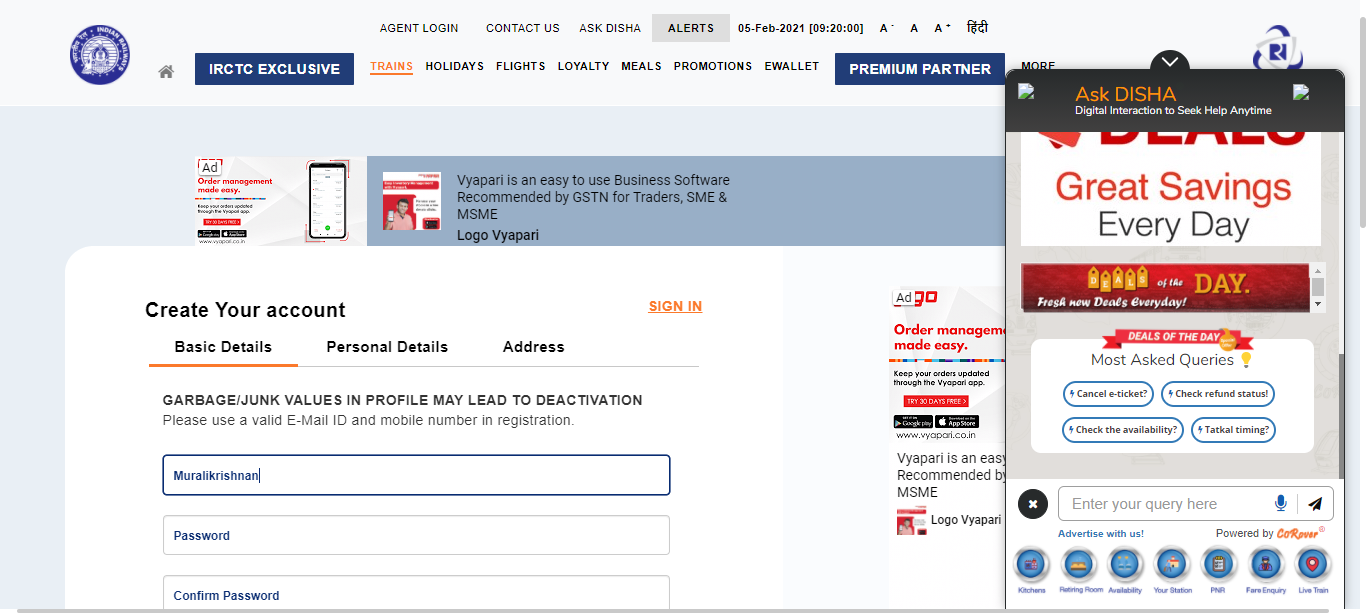 AGENT LOGIN CONTACT US ASK DISHA ALERTS 05-Feb-2021 [09:20:00] A - A A + हिंदी
IRCTC EXCLUSIVE TRAINS HOLIDAYS FLIGHTS LOYALTY MEALS PROMOTIONS EWALLET PREMIUM PARTNER MORE
Ad
Order management
made easy.
Keep your orders updated
through the Vyapari app.
TRY 30 DAYS FREE >
www.vyapari.co.in
Vyapari is an easy to use Business Software
Recommended by GSTN for Traders, SME &
MSME
Logo Vyapari
Create Your account
SIGN IN
Basic Details Personal Details Address
GARBAGE/JUNK VALUES IN PROFILE MAY LEAD TO DEACTIVATION
Please use a valid E-Mail ID and mobile number in registration.
Muralikrishnan
Password
Confirm Password
Ad
Order managem
made easy.
Keep your orders updated
through the Vyapari app.
TRY 30 DAYS FREE >
Google play App Store
www.vyapari.co.in
Vyapari is an easy
Recommended by
MSME
Logo Vyapari
Ask DISHA
Digital Interaction to Seek Help Anytime
DEALS
Great Savings
Every Day
DEALS of the DAY.
Fresh new Deals Everyday!
DEALS OF THE DAY
Most Asked Queries
Cancel e-ticket? Check refund status!
Check the availability? Tatkal timing?
Enter your query here
Advertise with us! Powered by CoRover
Kitchens Retiring Room Availability Your Station PNR Fare Enquiry Live Train